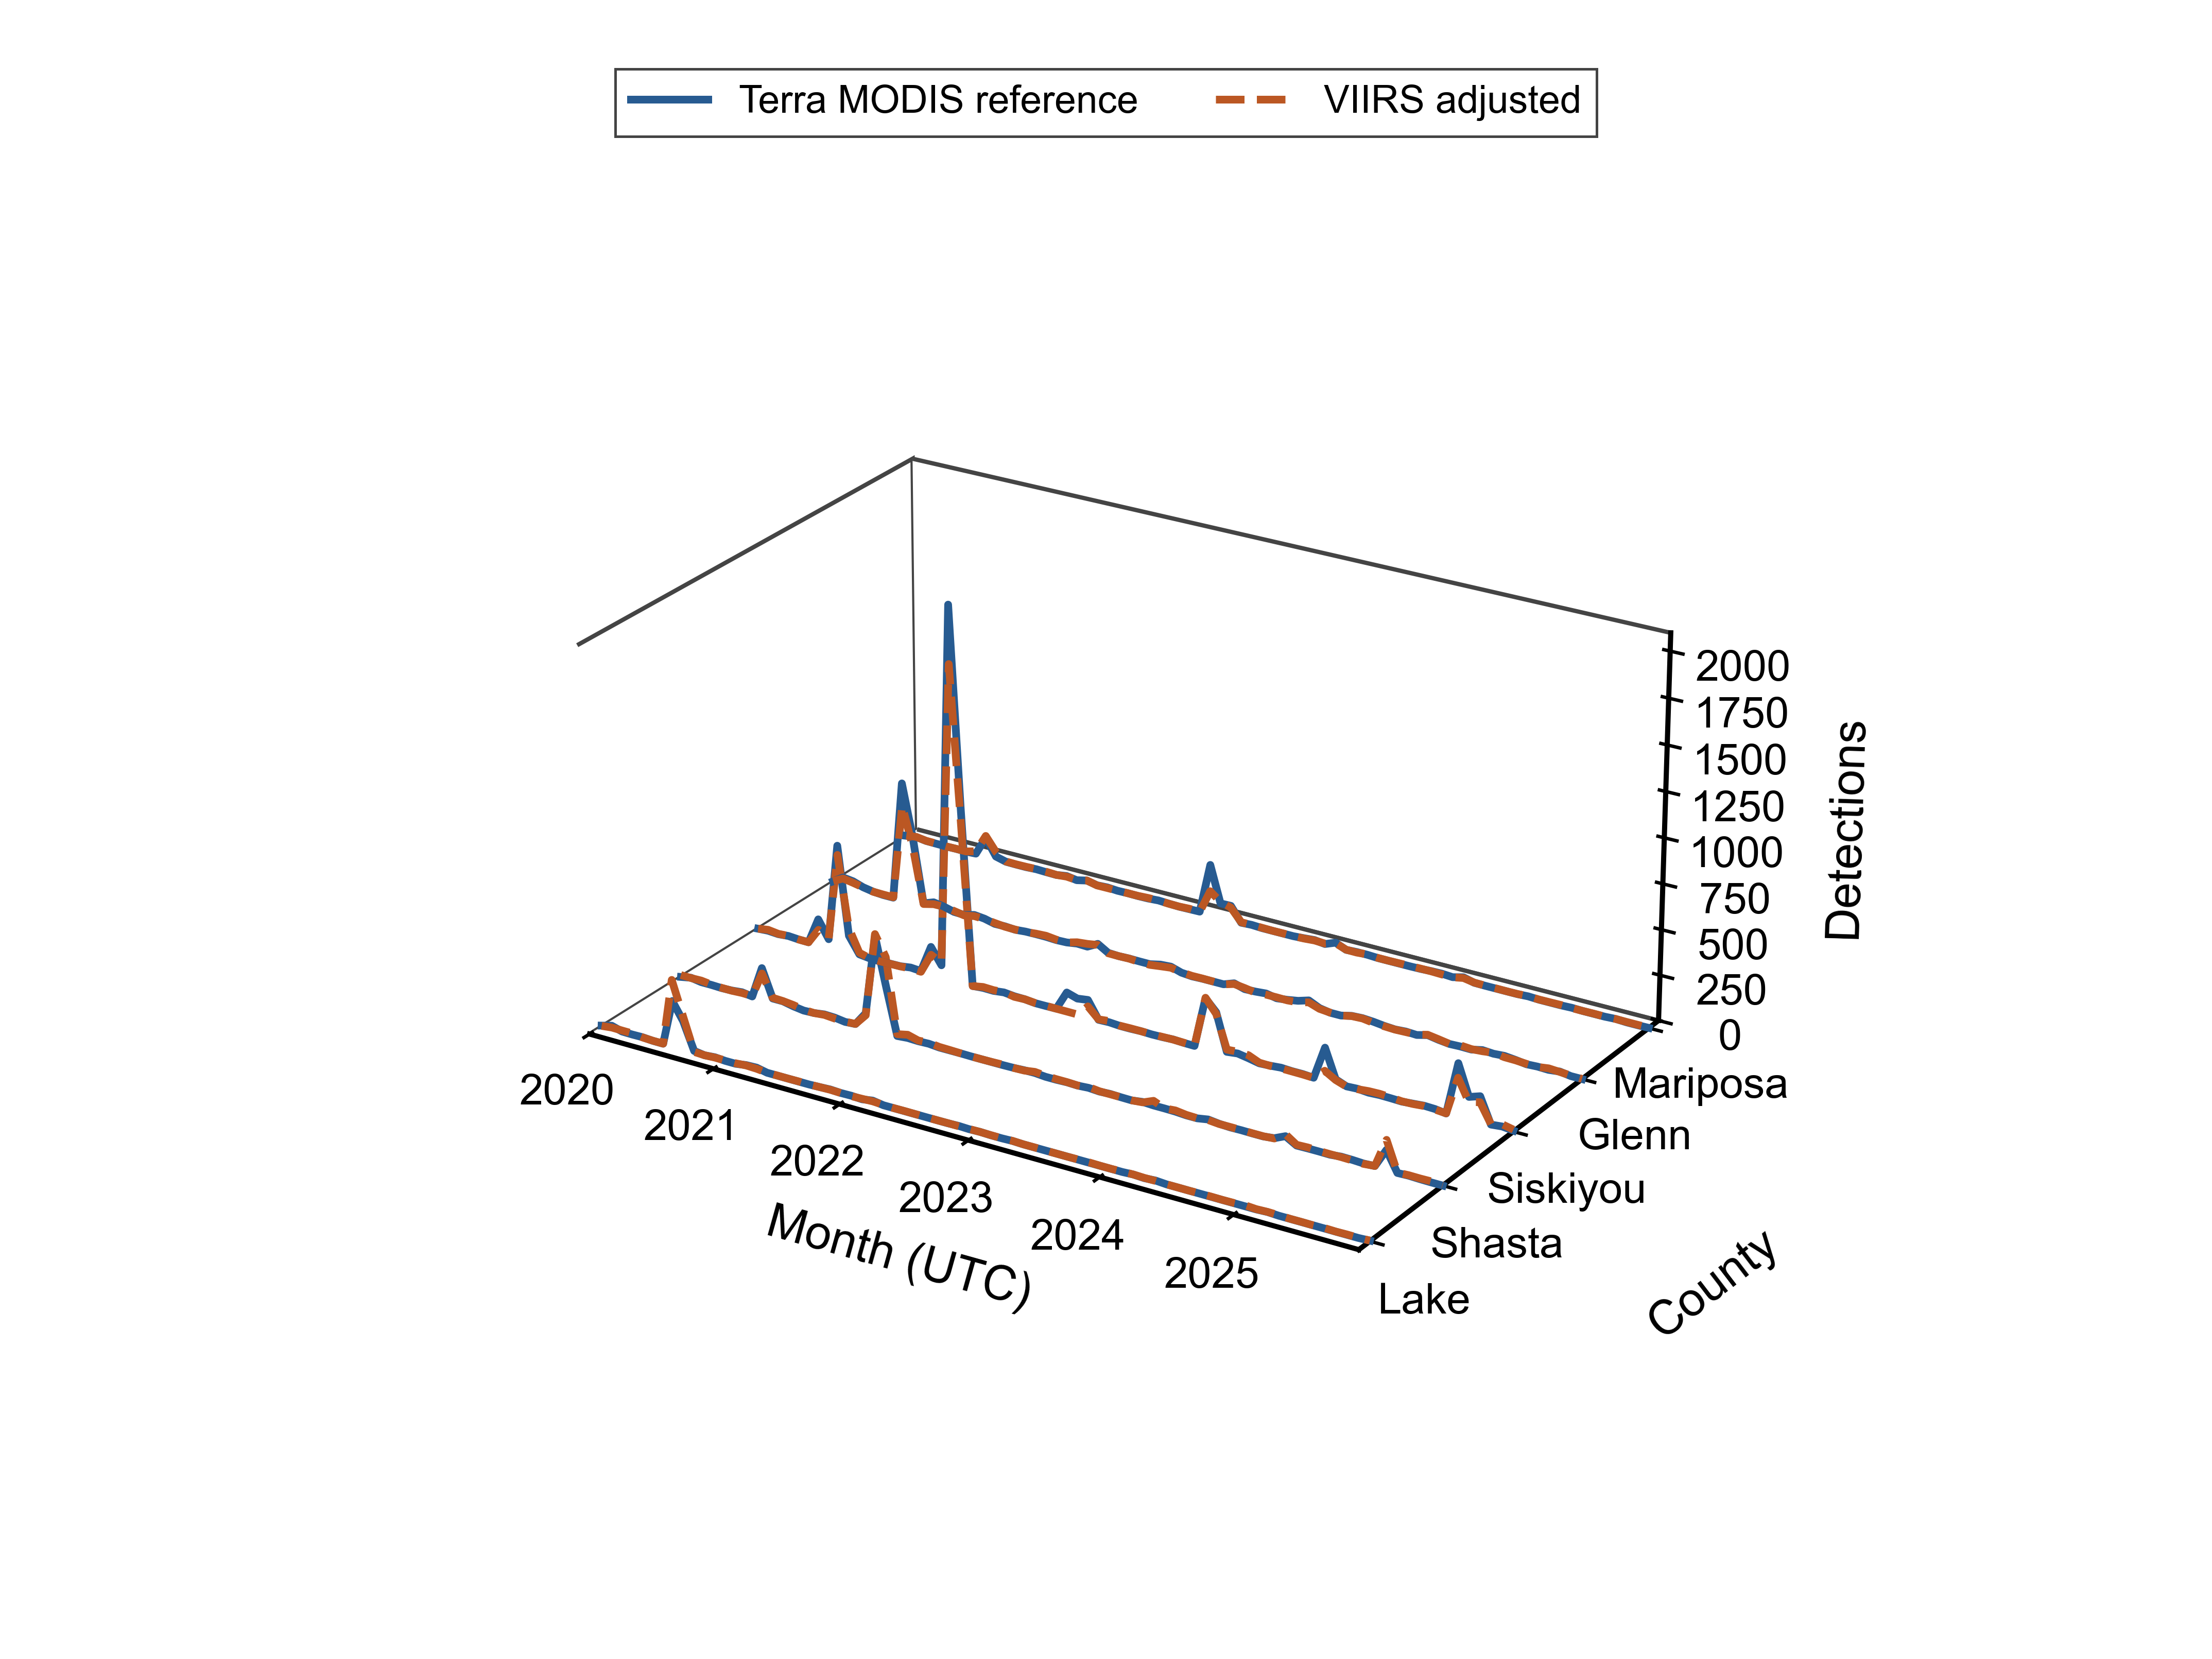 Terra MODIS reference
VIIRS adjusted
2000
1750
1500
1250
1000
750
500
250
0
Detections
Mariposa
Glenn
Siskiyou
Shasta
Lake
County
2020
2021
2022
2023
2024
2025
Month (UTC)